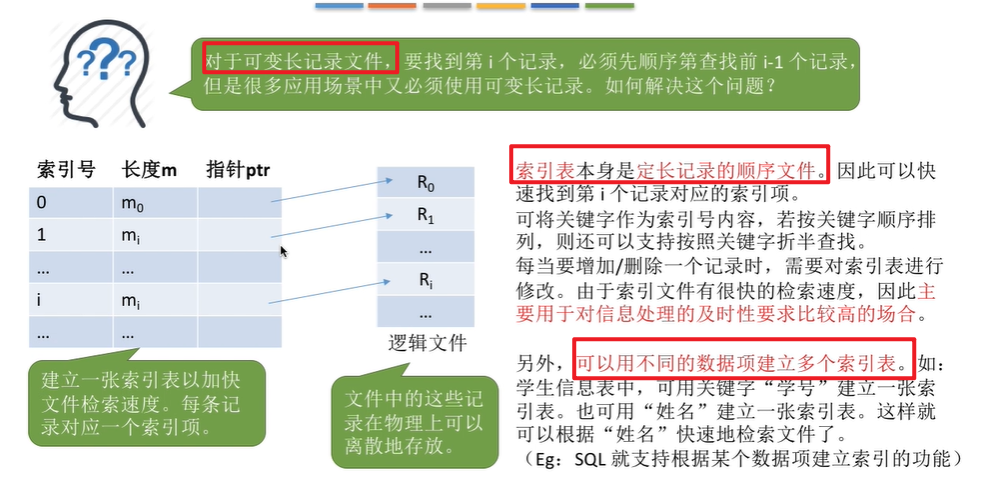 ???
对于可变长记录文件，要找到第 i 个记录，必须先顺序第查找前 i-1 个记录，
但是很多应用场景中又必须使用可变长记录。如何解决这个问题？
索引号 长度m 指针ptr
0 m0
1 mi
... ...
i mi
... ...
R0
R1
...
Ri
...
逻辑文件
建立一张索引表以加快
文件检索速度。每条记
录对应一个索引项。
文件中的这些记
录在物理上可以
离散地存放。
索引表本身是定长记录的顺序文件。因此可以快
速找到第 i 个记录对应的索引项。
可将关键字作为索引号内容，若按关键字顺序排
列，则还可以支持按照关键字折半查找。
每当要增加/删除一个记录时，需要对索引表进行
修改。由于索引文件有很快的检索速度，因此主
要用于对信息处理的及时性要求比较高的场合。
另外，可以用不同的数据项建立多个索引表。如：
学生信息表中，可用关键字“学号”建立一张索
引表。也可用“姓名”建立一张索引表。这样就
可以根据“姓名”快速地检索文件了。
（Eg：SQL 就支持根据某个数据项建立索引的功能）